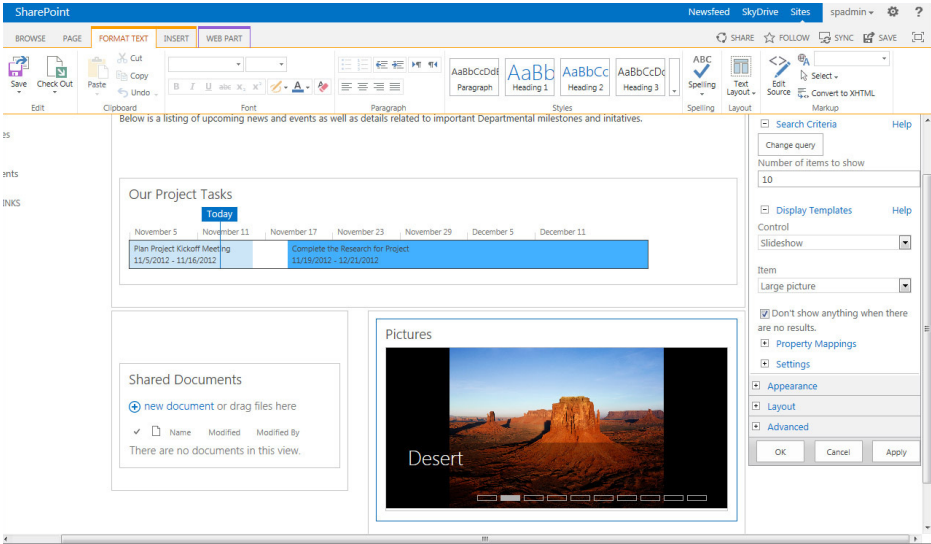 SharePoint
Newsfeed SkyDrive Sites spadmin ?
BROWSE PAGE FORMAT TEXT INSERT WEB PART
SHARE FOLLOW SYNC SAVE
Save
Check Out
Edit
Paste
Cut
Copy
Undo
Clipboard
B I U abc x₂ x²
A
Font
Paragraph
AaBbCcDdE
Paragraph
AaBb
Heading 1
AaBbCc
Heading 2
AaBbCcDc
Heading 3
Styles
ABC
Spelling
Spelling
Text
Layout
Layout
Edit
Source
Select
Convert to XHTML
Markup
Below is a listing of upcoming news and events as well as details related to important Departmental milestones and initatives.
es
ents
INKS
Our Project Tasks
Today
November 5 November 11 November 17 November 23 November 29 December 5 December 11
Plan Project Kickoff Meeting
11/5/2012 - 11/16/2012
Complete the Research for Project
11/19/2012 - 12/21/2012
Shared Documents
new document or drag files here
Name Modified Modified By
There are no documents in this view.
Pictures
Desert
Search Criteria Help
Change query
Number of items to show
10
Display Templates Help
Control
Slideshow
Item
Large picture
Don't show anything when there
are no results.
Property Mappings
Settings
Appearance
Layout
Advanced
OK Cancel Apply